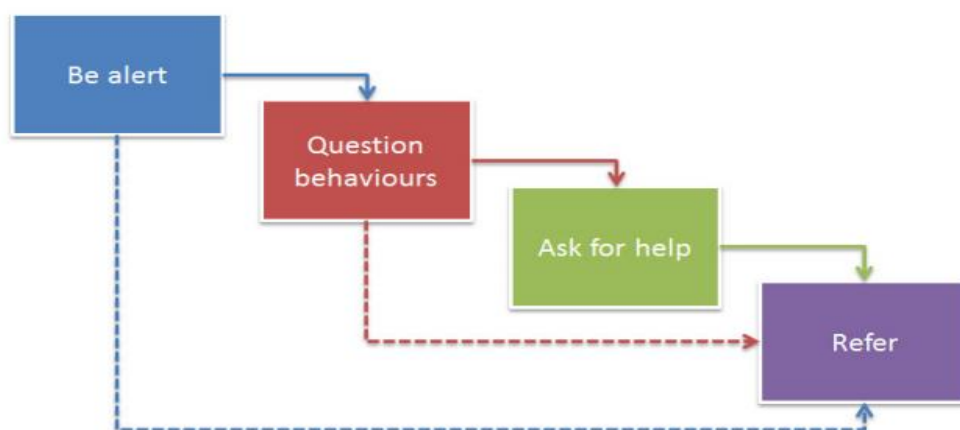 Be alert
Question
behaviours
Ask for help
Refer